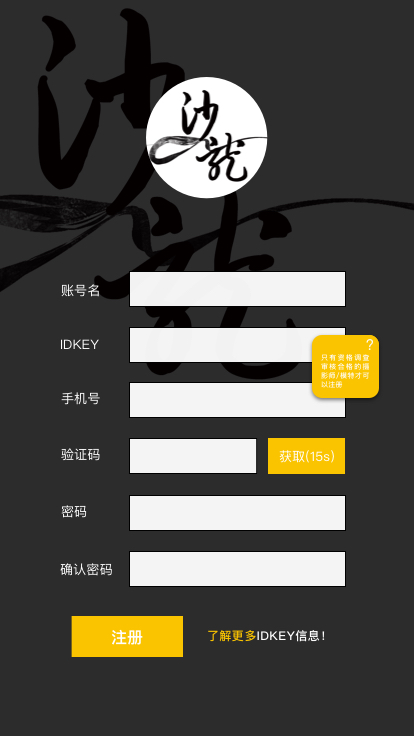 沙龙
沙龙
账号名
IDKEY
?
只有资格调查
审核合格的摄
影师/模特才可
以注册
手机号
验证码
获取(15s)
密码
确认密码
注册
了解更多IDKEY信息！